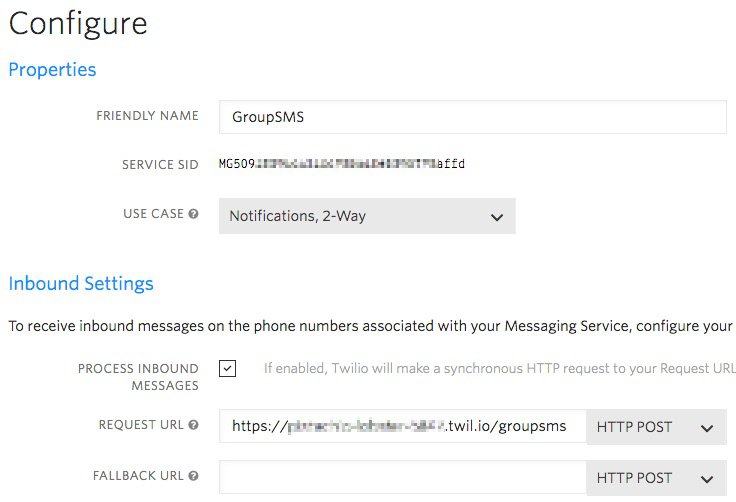 Configure
Properties
FRIENDLY NAME
GroupSMS
SERVICE SID
MG509 affd
USE CASE
Notifications, 2-Way
Inbound Settings
To receive inbound messages on the phone numbers associated with your Messaging Service, configure your
PROCESS INBOUND
MESSAGES
If enabled, Twilio will make a synchronous HTTP request to your Request URL
REQUEST URL
https:// .twil.io/groupsms
HTTP POST
FALLBACK URL
HTTP POST